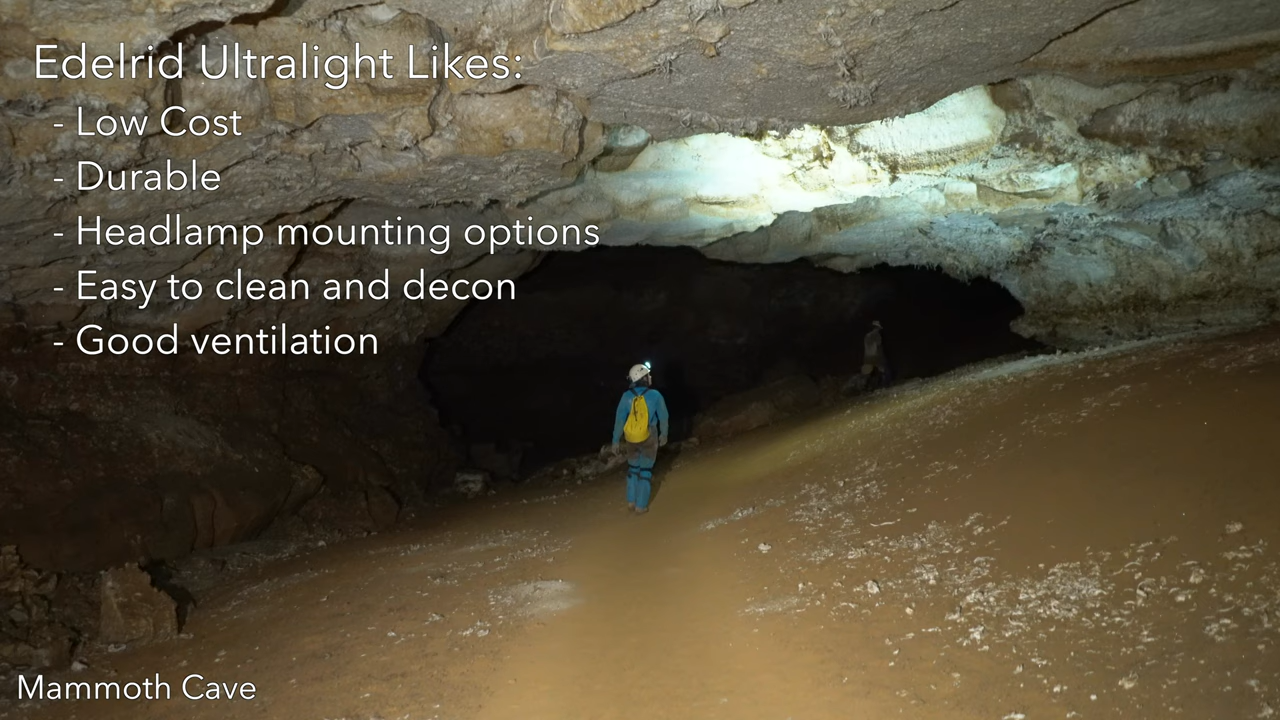 Edelrid Ultralight Likes:
- Low Cost
- Durable
- Headlamp mounting options
- Easy to clean and decon
- Good ventilation
Mammoth Cave